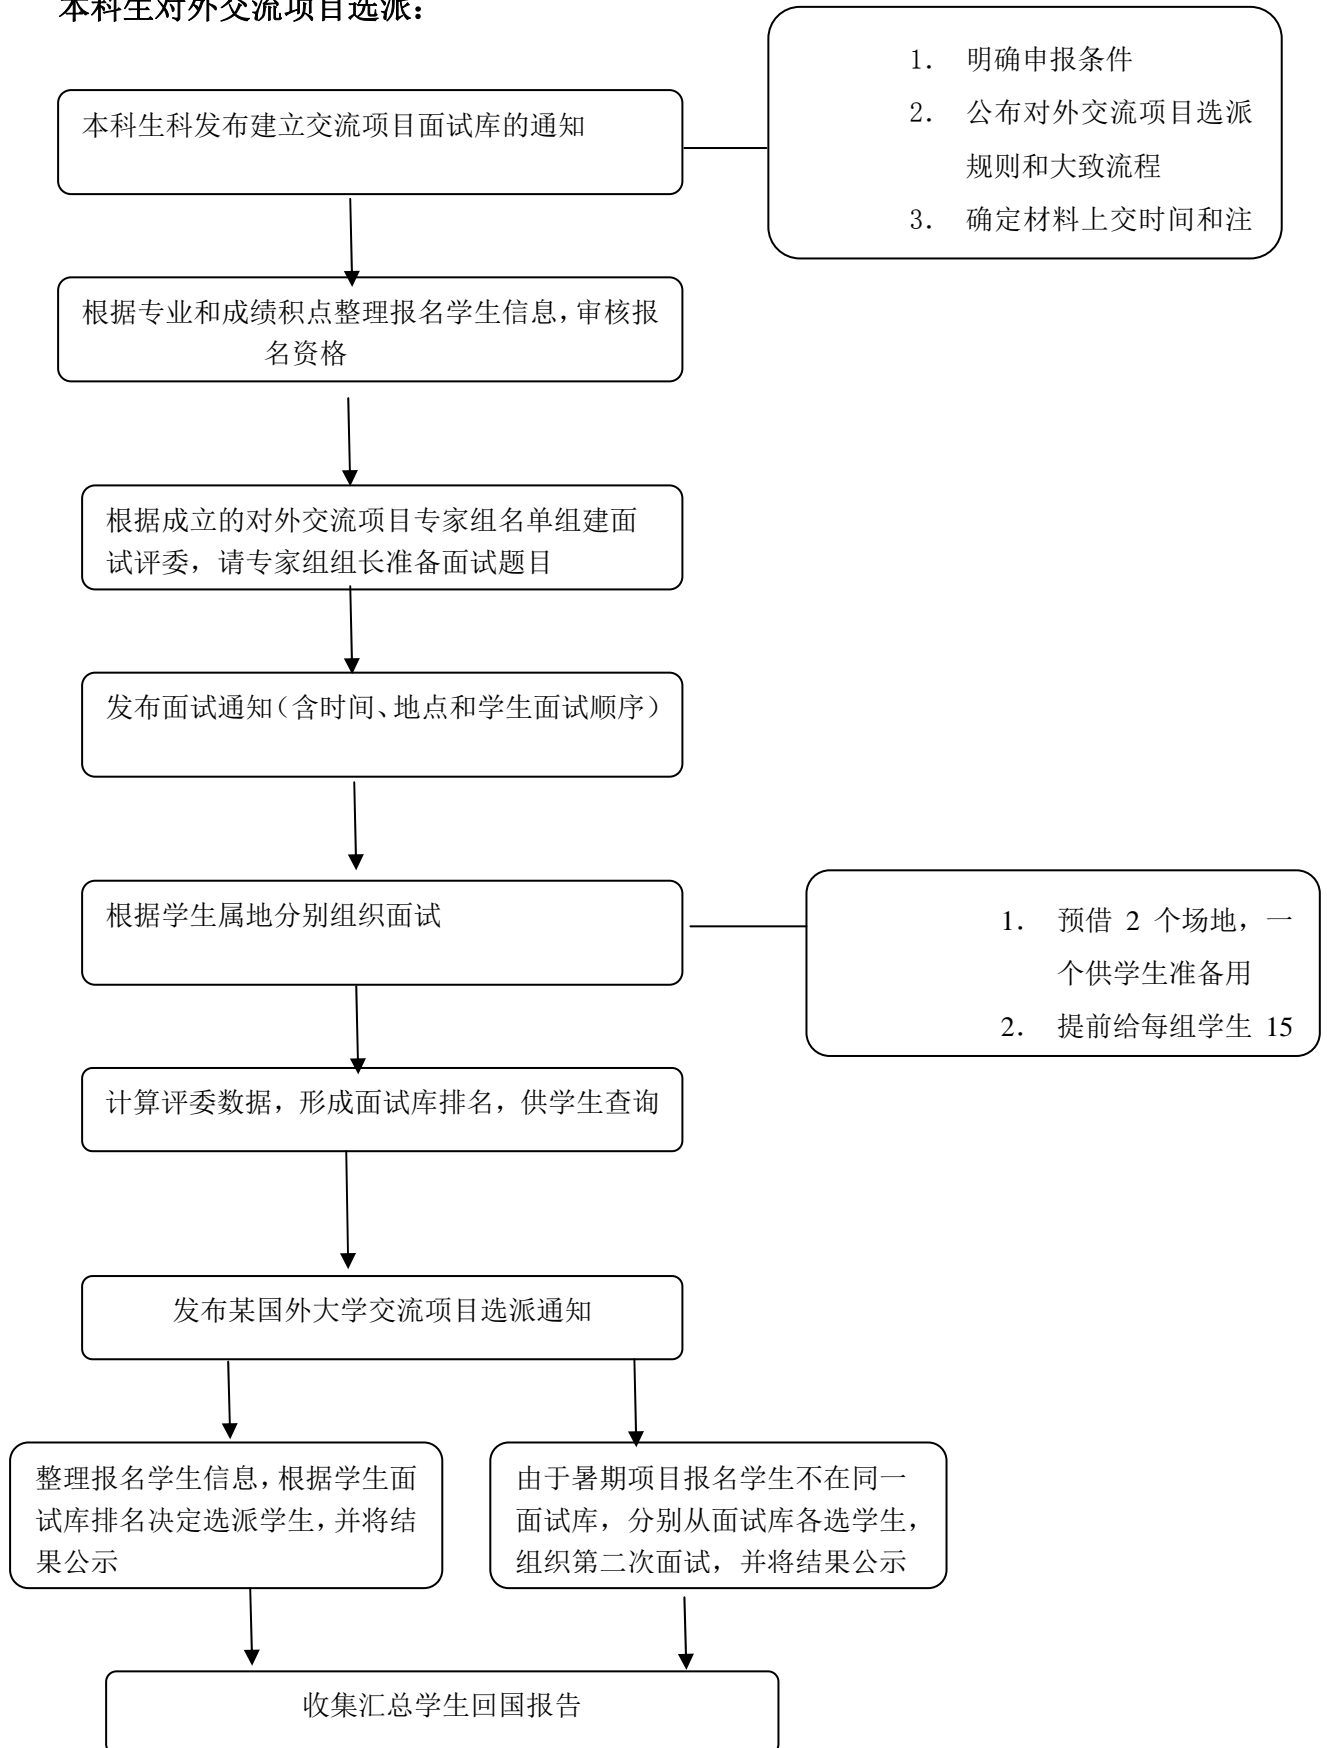 本科生对外交流项目选派：
1. 明确申报条件
2. 公布对外交流项目选派
规则和大致流程
3. 确定材料上交时间和注
本科生科发布建立交流项目面试库的通知
根据专业和成绩积点整理报名学生信息，审核报
名资格
根据成立的对外交流项目专家组名单组建面
试评委，请专家组组长准备面试题目
发布面试通知（含时间、地点和学生面试顺序）
根据学生属地分别组织面试
1. 预借 2 个场地，一
个供学生准备用
2. 提前给每组学生 15
计算评委数据，形成面试库排名，供学生查询
发布某国外大学交流项目选派通知
整理报名学生信息，根据学生面
试库排名决定选派学生，并将结
果公示
由于暑期项目报名学生不在同一
面试库，分别从面试库各选学生，
组织第二次面试，并将结果公示
收集汇总学生回国报告